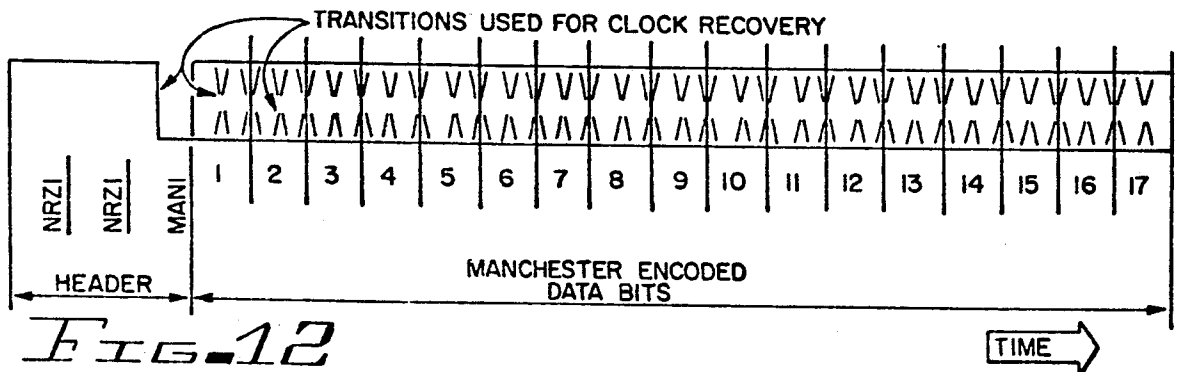 TRANSITIONS USED FOR CLOCK RECOVERY
1 2 3 4 5 6 7 8 9 10 11 12 13 14 15 16 17
NRZI NRZI MANI
HEADER
MANCHESTER ENCODED
DATA BITS
FIG-12
TIME